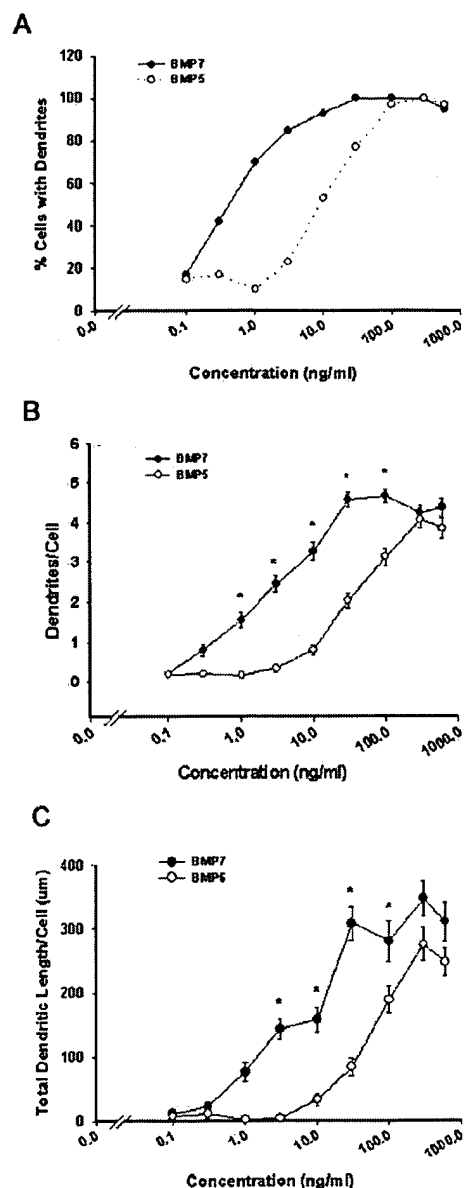 A
BMP7
BMP5
120
100
80
60
40
20
0
% Cells with Dendrites
0.0
0.1
1.0
10.0
100.0
1000.0
Concentration (ng/ml)
B
BMP7
BMP5
6
5
4
3
2
1
0
Dendrites/Cell
* * * * *
0.0
0.1
1.0
10.0
100.0
1000.0
Concentration (ng/ml)
C
BMP7
BMP5
400
300
200
100
0
Total Dendritic Length/Cell (um)
* * * *
0.0
0.1
1.0
10.0
100.0
1000.0
Concentration (ng/ml)